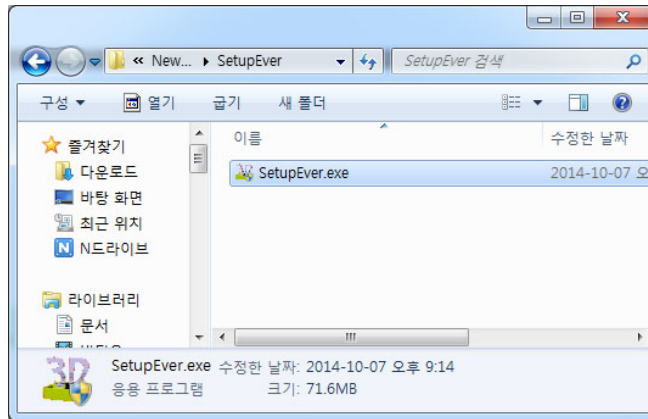 « New... ▸ SetupEver
SetupEver 검색
구성 ▼ 열기 굽기 새 폴더
이름 수정한 날짜
즐겨찾기
다운로드
바탕 화면
최근 위치
N드라이브
라이브러리
문서
SetupEver.exe 2014-10-07 오
SetupEver.exe 수정한 날짜: 2014-10-07 오후 9:14
응용 프로그램 크기: 71.6MB